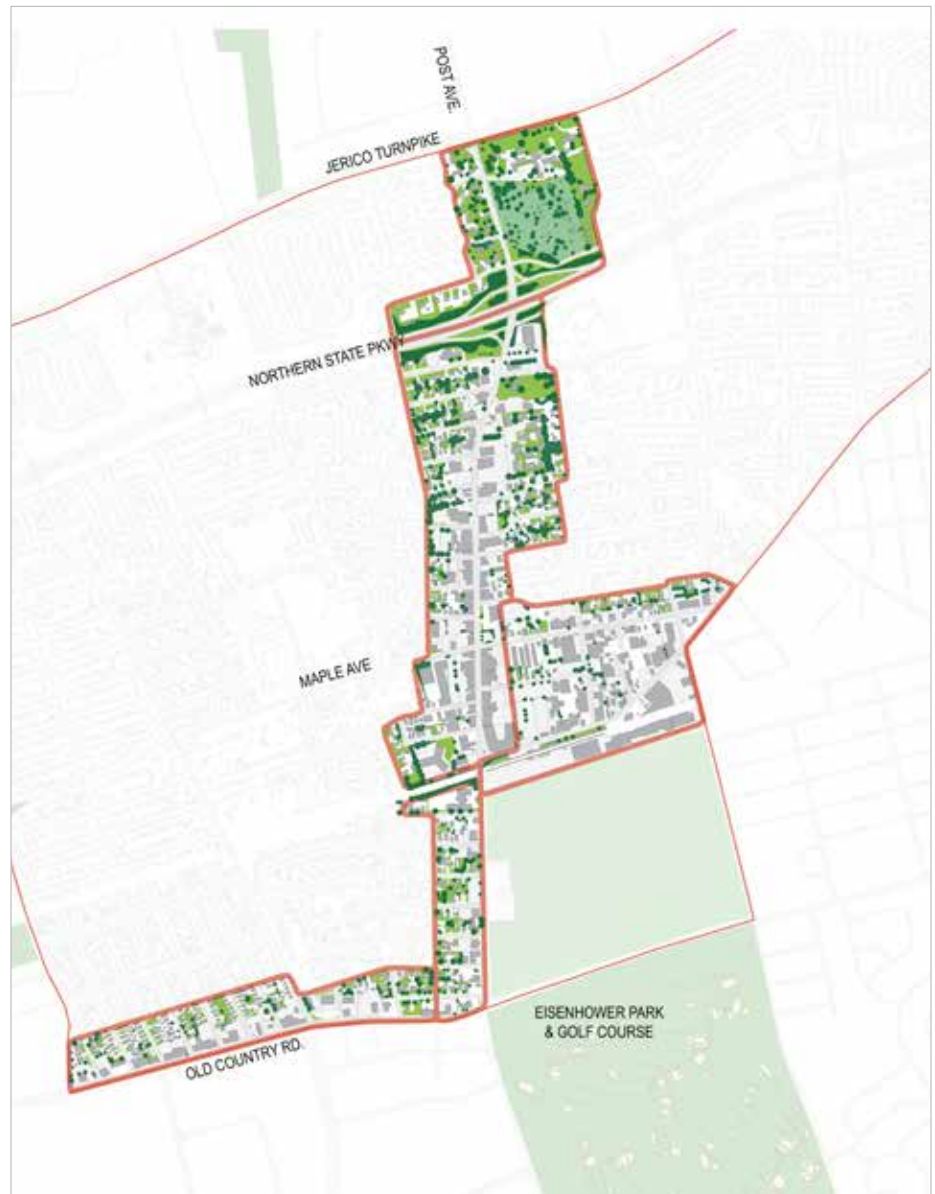 POST AVE.
JERICO TURNPIKE
NORTHERN STATE PKWY
MAPLE AVE
EISENHOWER PARK
& GOLF COURSE
OLD COUNTRY RD.